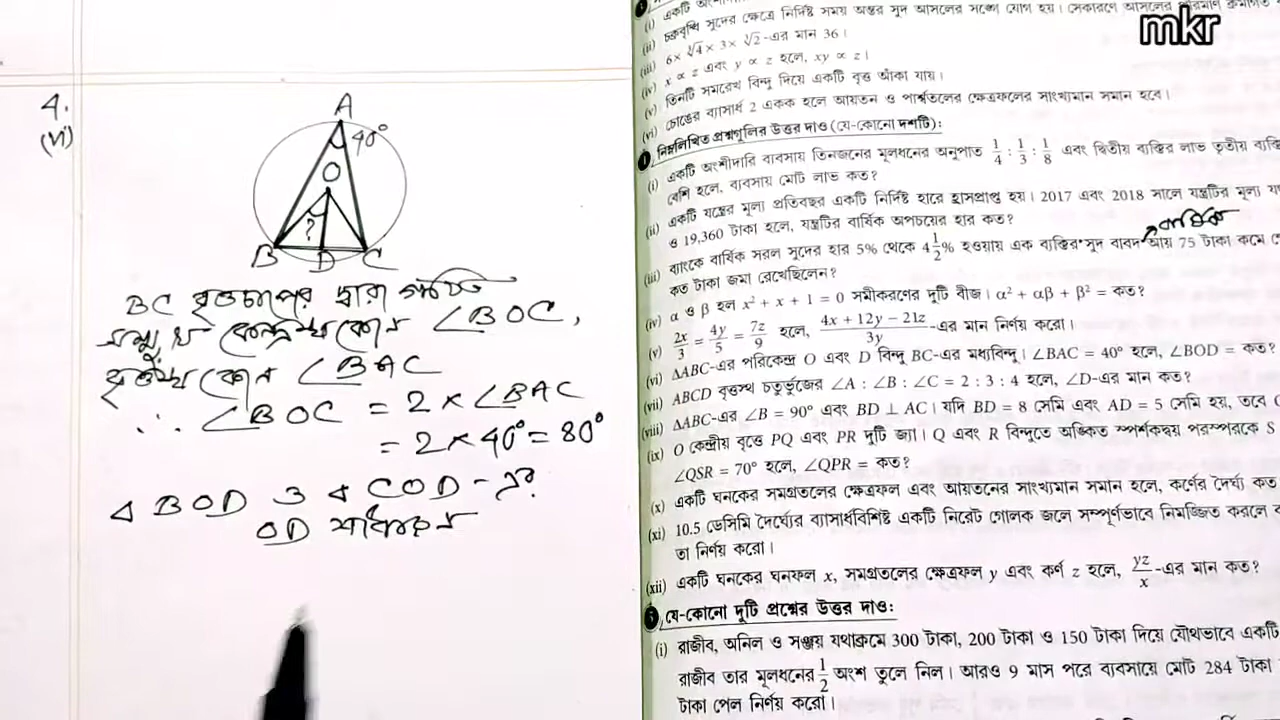 4.
(vi)
A
40°
O
?
B D C
BC বৃত্তচাপের দ্বারা গঠিত
সম্মুখ কেন্দ্রস্থ কোন ∠BOC,
বৃত্তস্থ কোন ∠BAC
∴ ∠BOC = 2 × ∠BAC
= 2 × 40° = 80°
△ BOD ও △ COD - এর
OD সাধারন
mkr
(i) একটি
(ii) চক্রবৃদ্ধি সুদের ক্ষেত্রে নির্দিষ্ট সময় অন্তর সুদ আসলের সঙ্গে যোগ হয়। সেকারণে আসলের পরিমাণ ক্রমাগত
(iii) 6 × ∛4 × 3 × ∛2-এর মান 36।
(iv) x ∝ z এবং y ∝ z হলে, xy ∝ z।
(v) তিনটি সমরেখ বিন্দু দিয়ে একটি বৃত্ত আঁকা যায়।
(vi) চোঙের ব্যাসার্ধ 2 একক হলে আয়তন ও পার্শ্বতলের ক্ষেত্রফলের সাংখ্যমান সমান হবে।
নিম্নলিখিত প্রশ্নগুলির উত্তর দাও (যে-কোনো দশটি):
(i) একটি অংশীদারি ব্যবসায় তিনজনের মূলধনের অনুপাত 1/4 : 1/3 : 1/8 এবং দ্বিতীয় ব্যক্তির লাভ তৃতীয়
বেশি হলে, ব্যবসায় মোট লাভ কত?
(ii) একটি যন্ত্রের মূল্য প্রতিবছর একটি নির্দিষ্ট হারে হ্রাসপ্রাপ্ত হয়। 2017 এবং 2018 সালে যন্ত্রটির মূল্য
ও 19,360 টাকা হলে, যন্ত্রটির বার্ষিক অপচয়ের হার কত?
বার্ষিক
(iii) ব্যাংকে বার্ষিক সরল সুদের হার 5% থেকে 4 1/2% হওয়ায় এক ব্যক্তির সুদ বাবদ আয় 75 টাকা কমে
কত টাকা জমা রেখেছিলেন?
(iv) α ও β হল x² + x + 1 = 0 সমীকরণের দুটি বীজ। α² + αβ + β² = কত?
(v) 2x/3 = 4y/5 = 7z/9 হলে, (4x + 12y − 21z)/3y-এর মান নির্ণয় করো।
(vi) ΔABC-এর পরিকেন্দ্র O এবং D বিন্দু BC-এর মধ্যবিন্দু। ∠BAC = 40° হলে, ∠BOD = কত?
(vii) ABCD বৃত্তস্থ চতুর্ভুজের ∠A : ∠B : ∠C = 2 : 3 : 4 হলে, ∠D-এর মান কত?
(viii) ΔABC-এর ∠B = 90° এবং BD ⊥ AC। যদি BD = 8 সেমি এবং AD = 5 সেমি হয়, তবে
(ix) O কেন্দ্রীয় বৃত্তে PQ এবং PR দুটি জ্যা। Q এবং R বিন্দুতে অঙ্কিত স্পর্শকদ্বয় পরস্পরকে S
∠QSR = 70° হলে, ∠QPR = কত?
(x) একটি ঘনকের সমগ্রতলের ক্ষেত্রফল এবং আয়তনের সাংখ্যমান সমান হলে, কর্ণের দৈর্ঘ্য কত
(xi) 10.5 ডেসিমি দৈর্ঘ্যের ব্যাসার্ধবিশিষ্ট একটি নিরেট গোলক জলে সম্পূর্ণভাবে নিমজ্জিত করলে
তা নির্ণয় করো।
(xii) একটি ঘনকের ঘনফল x, সমগ্রতলের ক্ষেত্রফল y এবং কর্ণ z হলে, yz/x-এর মান কত?
যে-কোনো দুটি প্রশ্নের উত্তর দাও:
(i) রাজীব, অনিল ও সঞ্জয় যথাক্রমে 300 টাকা, 200 টাকা ও 150 টাকা দিয়ে যৌথভাবে একটি
রাজীব তার মূলধনের 1/2 অংশ তুলে নিল। আরও 9 মাস পরে ব্যবসায়ে মোট 284 টাকা
টাকা পেল নির্ণয় করো।